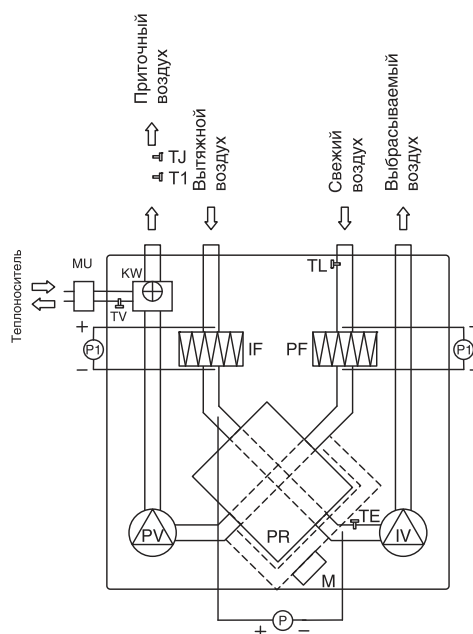 Приточный
воздух
Вытяжной
воздух
Свежий
воздух
Выбрасываемый
воздух
TJ
T1
TL
Теплоноситель
MU
KW
TV
+
P1
−
IF
PF
−
P1
−
PV
PR
TE
IV
M
+
P
−